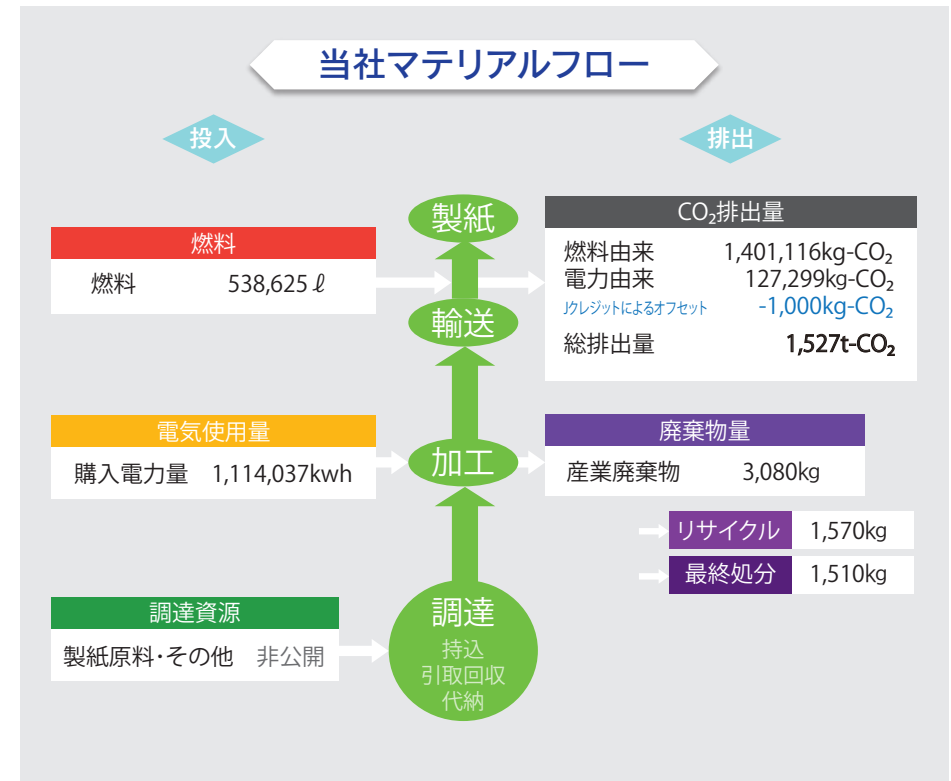 当社マテリアルフロー
投入
排出
製紙
燃料
燃料 538,625ℓ
CO₂排出量
燃料由来 1,401,116kg-CO₂
電力由来 127,299kg-CO₂
Jクレジットによるオフセット -1,000kg-CO₂
総排出量 1,527t-CO₂
輸送
電気使用量
購入電力量 1,114,037kwh
加工
廃棄物量
産業廃棄物 3,080kg
リサイクル 1,570kg
最終処分 1,510kg
調達資源
製紙原料・その他 非公開
調達
持込
引取回収
代納